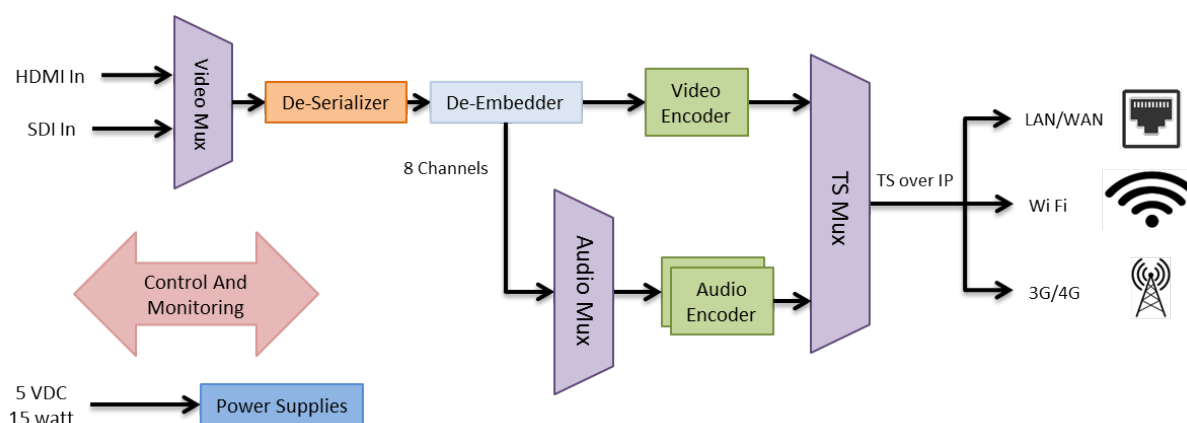 HDMI In
SDI In
Video Mux
De-Serializer
De-Embedder
Video
Encoder
8 Channels
Audio Mux
Audio
Encoder
TS Mux
TS over IP
LAN/WAN
Wi Fi
3G/4G
Control And
Monitoring
5 VDC
15 watt
Power Supplies